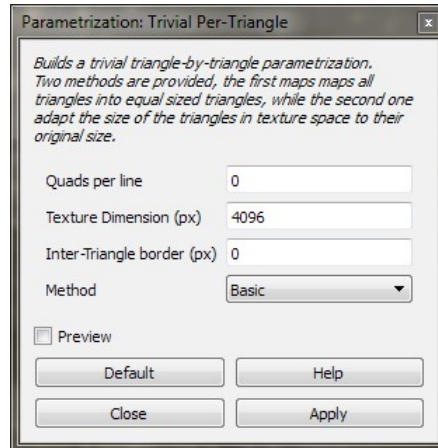 Parametrization: Trivial Per-Triangle
x
Builds a trivial triangle-by-triangle parametrization.
Two methods are provided, the first maps maps all
triangles into equal sized triangles, while the second one
adapt the size of the triangles in texture space to their
original size.
Quads per line 0
Texture Dimension (px) 4096
Inter-Triangle border (px) 0
Method Basic
Preview
Default Help
Close Apply